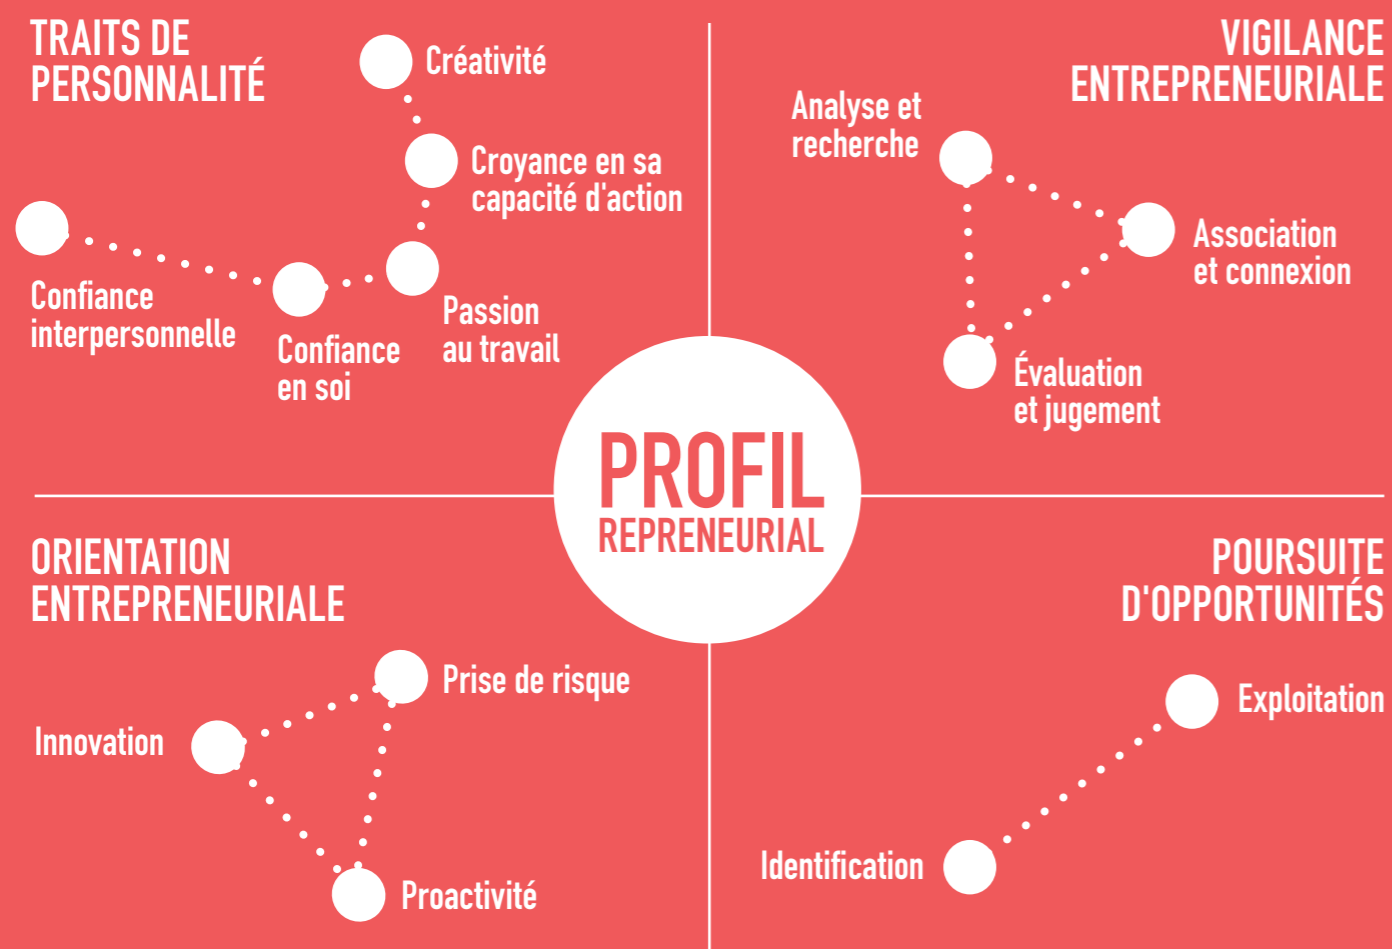 TRAITS DE
PERSONNALITÉ
Créativité
Croyance en sa
capacité d'action
Confiance
interpersonnelle
Confiance
en soi
Passion
au travail
VIGILANCE
ENTREPRENEURIALE
Analyse et
recherche
Association
et connexion
Évaluation
et jugement
PROFIL
REPRENEURIAL
ORIENTATION
ENTREPRENEURIALE
Prise de risque
Innovation
Proactivité
POURSUITE
D'OPPORTUNITÉS
Exploitation
Identification